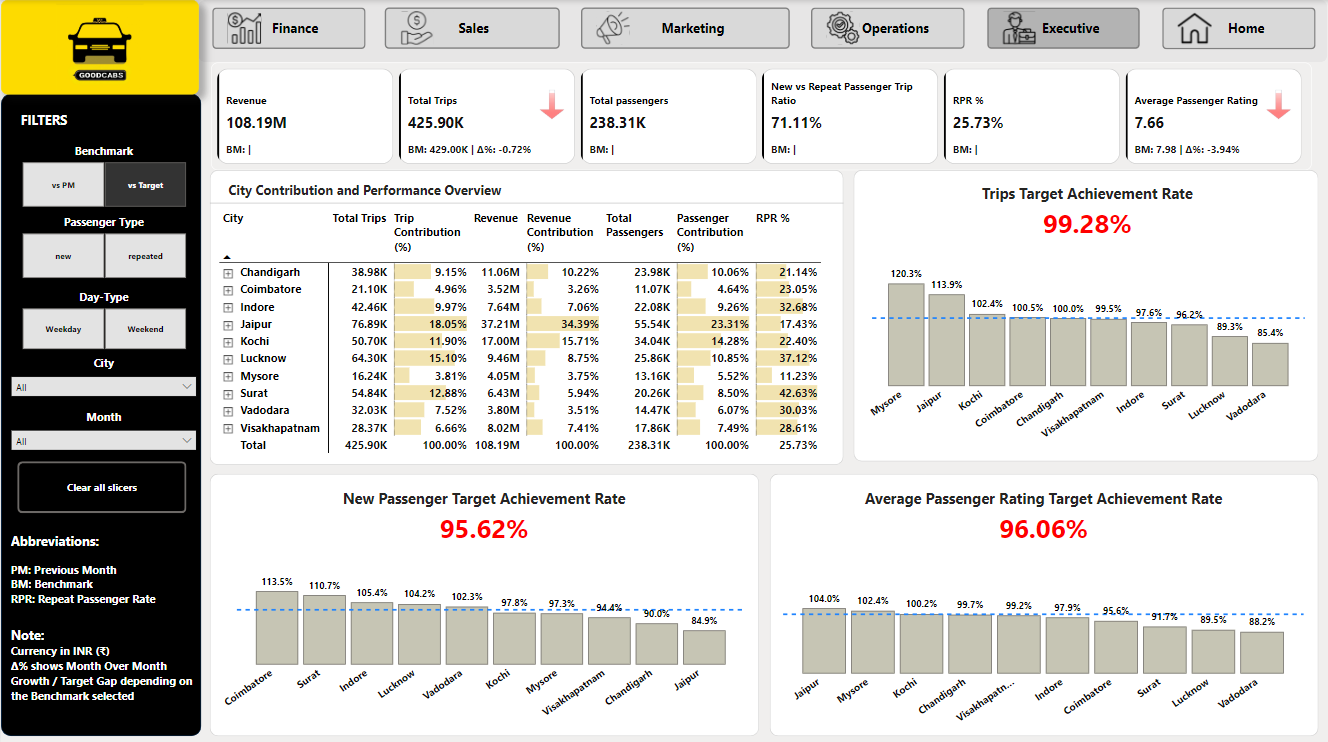 GOODCABS
Finance
Sales
Marketing
Operations
Executive
Home
FILTERS
Benchmark
vs PM
vs Target
Passenger Type
new
repeated
Day-Type
Weekday
Weekend
City
All
Month
All
Clear all slicers
Abbreviations:
PM: Previous Month
BM: Benchmark
RPR: Repeat Passenger Rate
Note:
Currency in INR (₹)
Δ% shows Month Over Month
Growth / Target Gap depending on
the Benchmark selected
Revenue
108.19M
BM: |
Total Trips
425.90K
BM: 429.00K | Δ%: -0.72%
Total passengers
238.31K
BM: |
New vs Repeat Passenger Trip
Ratio
71.11%
BM: |
RPR %
25.73%
BM: |
Average Passenger Rating
7.66
BM: 7.98 | Δ%: -3.94%
City Contribution and Performance Overview
City Total Trips Trip Contribution (%) Revenue Revenue Contribution (%) Total Passengers Passenger Contribution (%) RPR %
Chandigarh 38.98K 9.15% 11.06M 10.22% 23.98K 10.06% 21.14%
Coimbatore 21.10K 4.96% 3.52M 3.26% 11.07K 4.64% 23.05%
Indore 42.46K 9.97% 7.64M 7.06% 22.08K 9.26% 32.68%
Jaipur 76.89K 18.05% 37.21M 34.39% 55.54K 23.31% 17.43%
Kochi 50.70K 11.90% 17.00M 15.71% 34.04K 14.28% 22.40%
Lucknow 64.30K 15.10% 9.46M 8.75% 25.86K 10.85% 37.12%
Mysore 16.24K 3.81% 4.05M 3.75% 13.16K 5.52% 11.23%
Surat 54.84K 12.88% 6.43M 5.94% 20.26K 8.50% 42.63%
Vadodara 32.03K 7.52% 3.80M 3.51% 14.47K 6.07% 30.03%
Visakhapatnam 28.37K 6.66% 8.02M 7.41% 17.86K 7.49% 28.61%
Total 425.90K 100.00% 108.19M 100.00% 238.31K 100.00% 25.73%
Trips Target Achievement Rate
99.28%
120.3% 113.9% 102.4% 100.5% 100.0% 99.5% 97.6% 96.2% 89.3% 85.4%
Mysore Jaipur Kochi Coimbatore Chandigarh Visakhapatnam Indore Surat Lucknow Vadodara
New Passenger Target Achievement Rate
95.62%
113.5% 110.7% 105.4% 104.2% 102.3% 97.8% 97.3% 94.4% 90.0% 84.9%
Coimbatore Surat Indore Lucknow Vadodara Kochi Mysore Visakhapatnam Chandigarh Jaipur
Average Passenger Rating Target Achievement Rate
96.06%
104.0% 102.4% 100.2% 99.7% 99.2% 97.9% 95.6% 91.7% 89.5% 88.2%
Jaipur Mysore Kochi Chandigarh Visakhapatn... Indore Coimbatore Surat Lucknow Vadodara